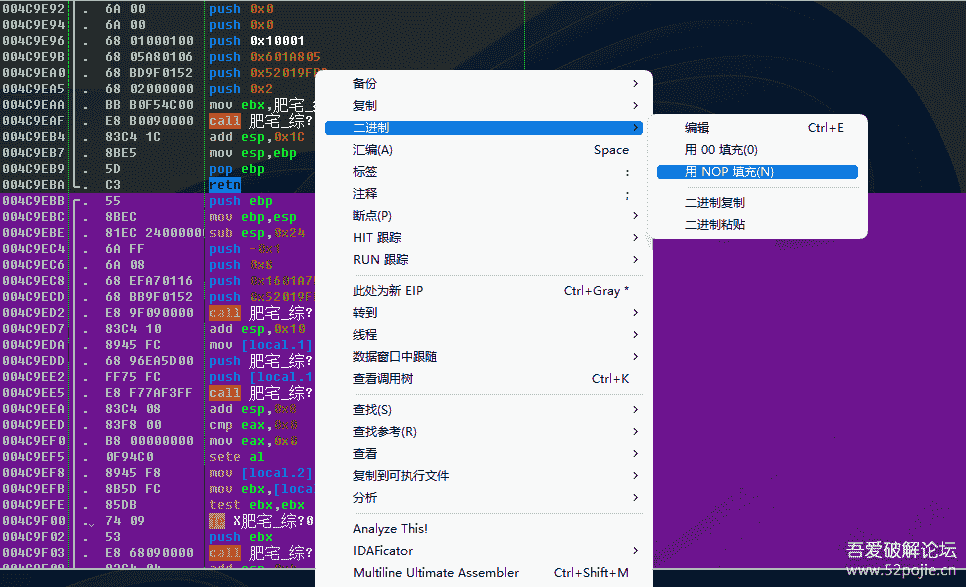 004C9E92 . 6A 00 push 0x0
004C9E94 . 6A 00 push 0x0
004C9E96 . 68 01000100 push 0x10001
004C9E9B . 68 05A80106 push 0x601A805
004C9EA0 . 68 BD9F0152 push 0x52019FBD
004C9EA5 . 68 02000000 push 0x2
004C9EAA . BB B0F54C00 mov ebx,肥宅_综
004C9EAF . E8 B0090000 call 肥宅_综?
004C9EB4 . 83C4 1C add esp,0x1C
004C9EB7 . 8BE5 mov esp,ebp
004C9EB9 . 5D pop ebp
004C9EBA . C3 retn
004C9EBB . 55 push ebp
004C9EBC . 8BEC mov ebp,esp
004C9EBE . 81EC 2400000 sub esp,0x24
004C9EC4 . 6A FF push -0x1
004C9EC6 . 6A 08 push 0x8
004C9EC8 . 68 EFA70116 push 0x1601A7
004C9ECD . 68 BB9F0152 push 0x52019F
004C9ED2 . E8 9F090000 call 肥宅_综?
004C9ED7 . 83C4 10 add esp,0x10
004C9EDA . 8945 FC mov [local.1]
004C9EDD . 68 96EA5D00 push 肥宅_综?
004C9EE2 . FF75 FC push [local.1
004C9EE5 . E8 F77AF3FF call 肥宅_综?
004C9EEA . 83C4 08 add esp,0x8
004C9EED . 83F8 00 cmp eax,0x0
004C9EF0 . B8 00000000 mov eax,0x0
004C9EF5 . 0F94C0 sete al
004C9EF8 . 8945 F8 mov [local.2]
004C9EFB . 8B5D FC mov ebx,[loca
004C9EFE . 85DB test ebx,ebx
004C9F00 . 74 09 X肥宅_综?0
004C9F02 . 53 push ebx
004C9F03 . E8 68090000 call 肥宅_综?
备份
复制
二进制
汇编(A) Space
标签 :
注释 ;
断点(P)
HIT 跟踪
RUN 跟踪
此处为新 EIP Ctrl+Gray *
转到
线程
数据窗口中跟随
查看调用树 Ctrl+K
查找(S)
查找参考(R)
查看
复制到可执行文件
分析
Analyze This!
IDAFicator
Multiline Ultimate Assembler Ctrl+Shift+M
编辑 Ctrl+E
用 00 填充(0)
用 NOP 填充(N)
二进制复制
二进制粘贴
吾爱破解论坛
www.52pojie.cn